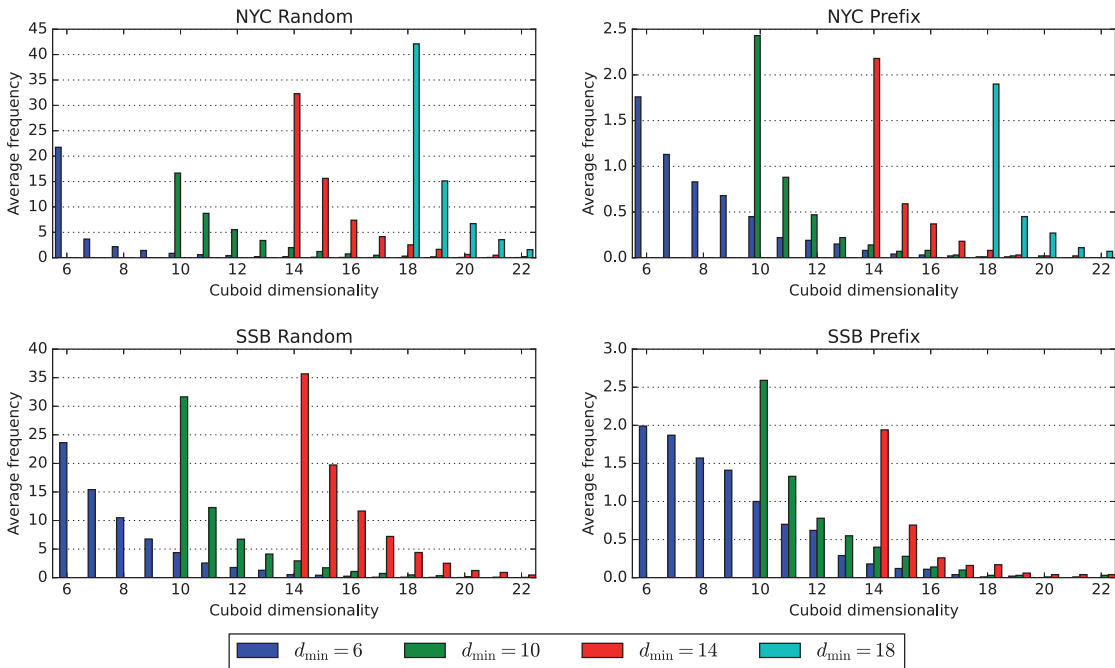 NYC Random
Average frequency
45
40
35
30
25
20
15
10
5
0
6 8 10 12 14 16 18 20 22
Cuboid dimensionality
NYC Prefix
Average frequency
2.5
2.0
1.5
1.0
0.5
0.0
6 8 10 12 14 16 18 20 22
Cuboid dimensionality
SSB Random
Average frequency
40
35
30
25
20
15
10
5
0
6 8 10 12 14 16 18 20 22
Cuboid dimensionality
SSB Prefix
Average frequency
3.0
2.5
2.0
1.5
1.0
0.5
0.0
6 8 10 12 14 16 18 20 22
Cuboid dimensionality
d_min = 6 d_min = 10 d_min = 14 d_min = 18